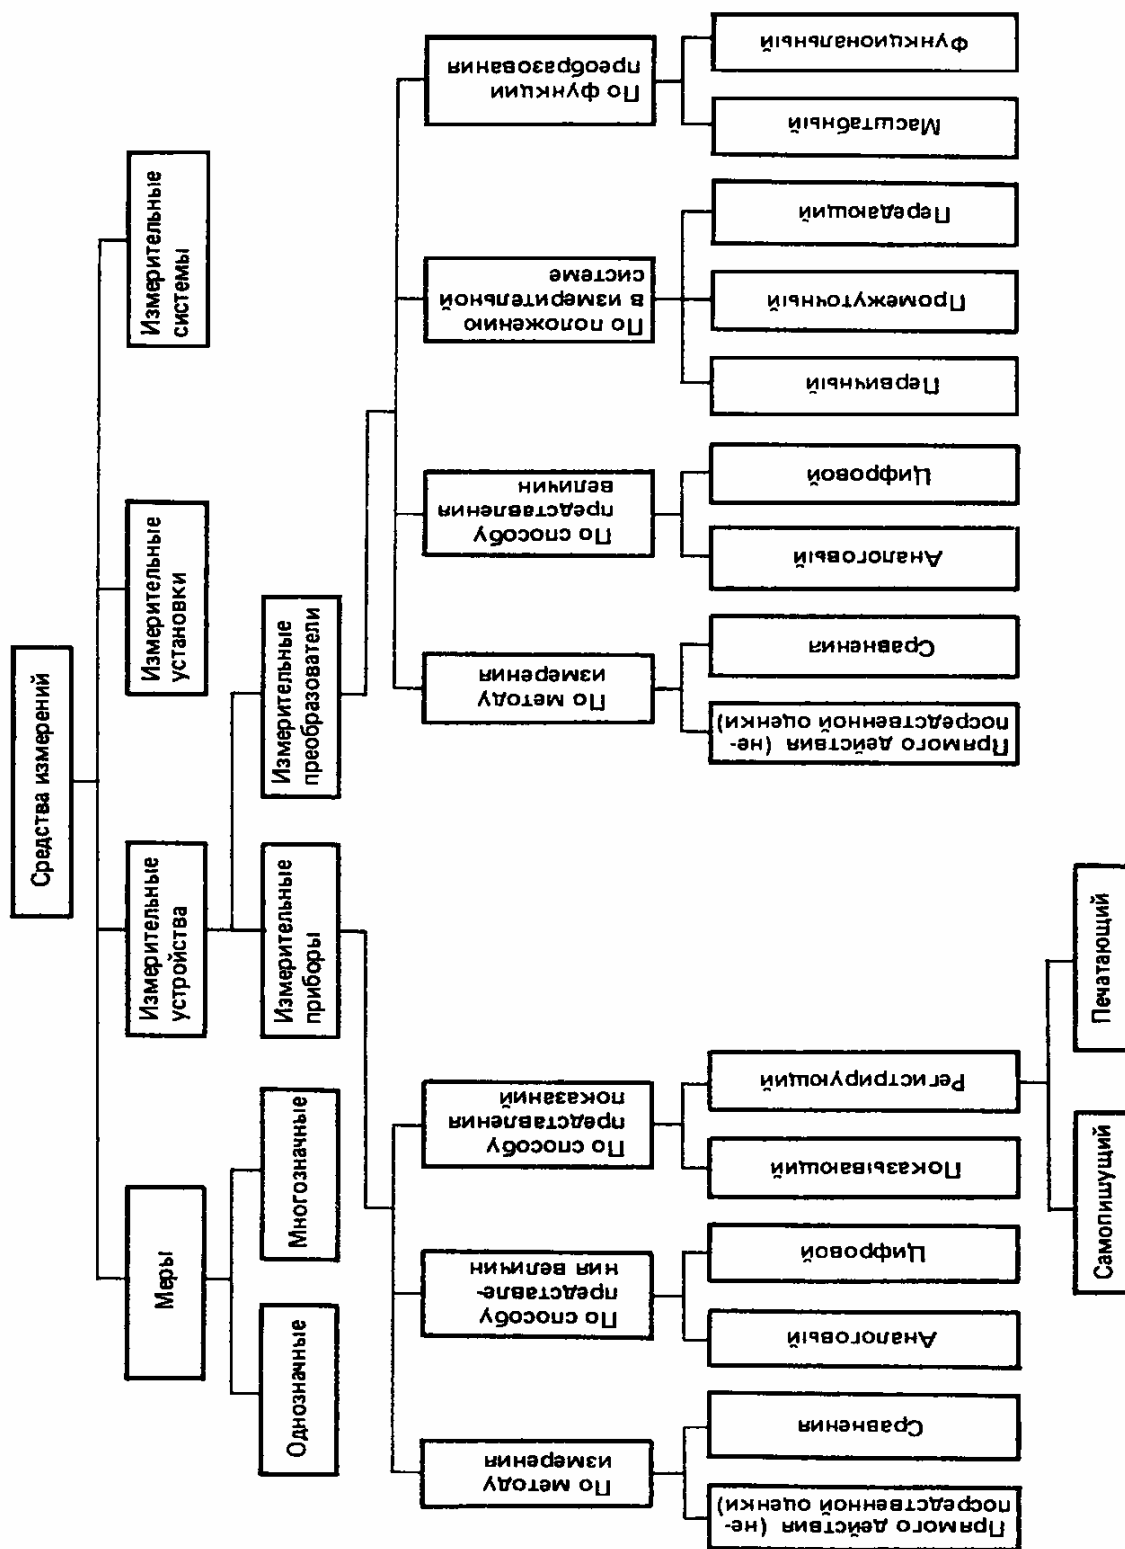 Средства измерений
Меры
Измерительные
устройства
Измерительные
установки
Измерительные
системы
Однозначные
Многозначные
Измерительные
приборы
Измерительные
преобразователи
По методу
измерения
По способу
представле-
ния величин
По способу
представления
показаний
По методу
измерения
По способу
представления
величин
По положению
в измерительной
системе
По функции
преобразования
Прямого действия (не-
посредственной оценки)
Сравнения
Аналоговый
Цифровой
Показывающий
Регистрирующий
Прямого действия (не-
посредственной оценки)
Сравнения
Аналоговый
Цифровой
Первичный
Промежуточный
Передающий
Масштабный
Функциональный
Самопишущий
Печатающий